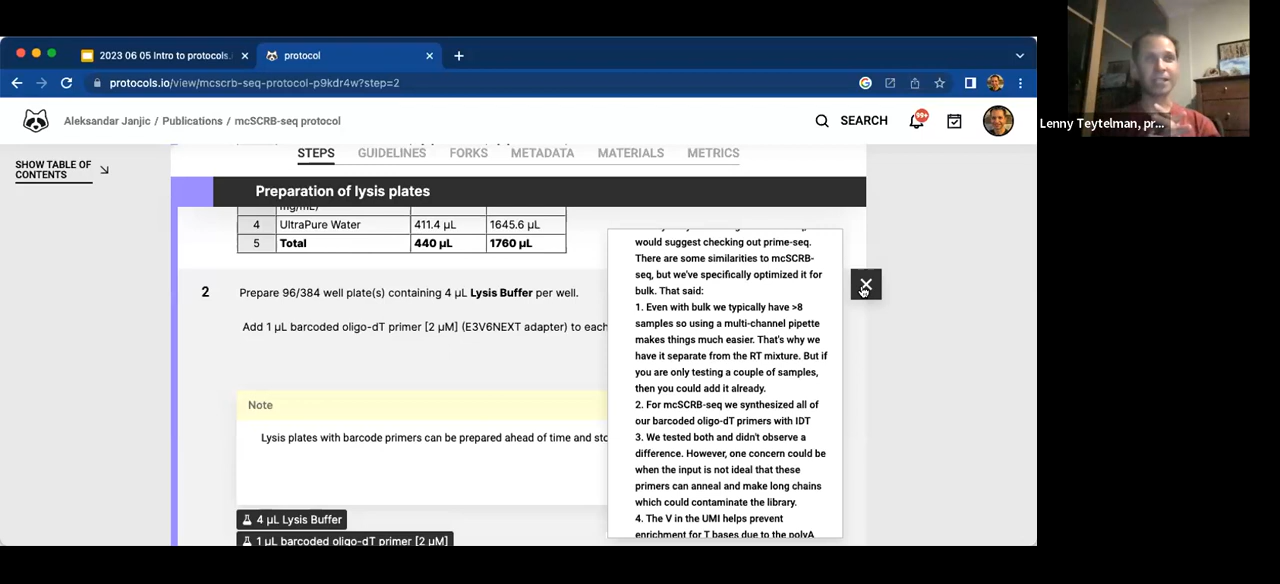 2023 06 05 Intro to protocols.
protocol
protocols.io/view/mcscrb-seq-protocol-p9kdr4w?step=2
Aleksandar Janjic / Publications / mcSCRB-seq protocol
SEARCH
99+
Lenny Teytelman, pr...
SHOW TABLE OF
CONTENTS
STEPS GUIDELINES FORKS METADATA MATERIALS METRICS
Preparation of lysis plates
mg/mL)
4 UltraPure Water 411.4 µL 1645.6 µL
5 Total 440 µL 1760 µL
2 Prepare 96/384 well plate(s) containing 4 µL Lysis Buffer per well.
Add 1 µL barcoded oligo-dT primer [2 µM] (E3V6NEXT adapter) to each
Note
Lysis plates with barcode primers can be prepared ahead of time and sto
4 µL Lysis Buffer
1 µL barcoded oligo-dT primer [2 µM]
would suggest checking out prime-seq.
There are some similarities to mcSCRB-
seq, but we've specifically optimized it for
bulk. That said:
1. Even with bulk we typically have >8
samples so using a multi-channel pipette
makes things much easier. That's why we
have it separate from the RT mixture. But if
you are only testing a couple of samples,
then you could add it already.
2. For mcSCRB-seq we synthesized all of
our barcoded oligo-dT primers with IDT
3. We tested both and didn't observe a
difference. However, one concern could be
when the input is not ideal that these
primers can anneal and make long chains
which could contaminate the library.
4. The V in the UMI helps prevent
enrichment for T bases due to the polyA